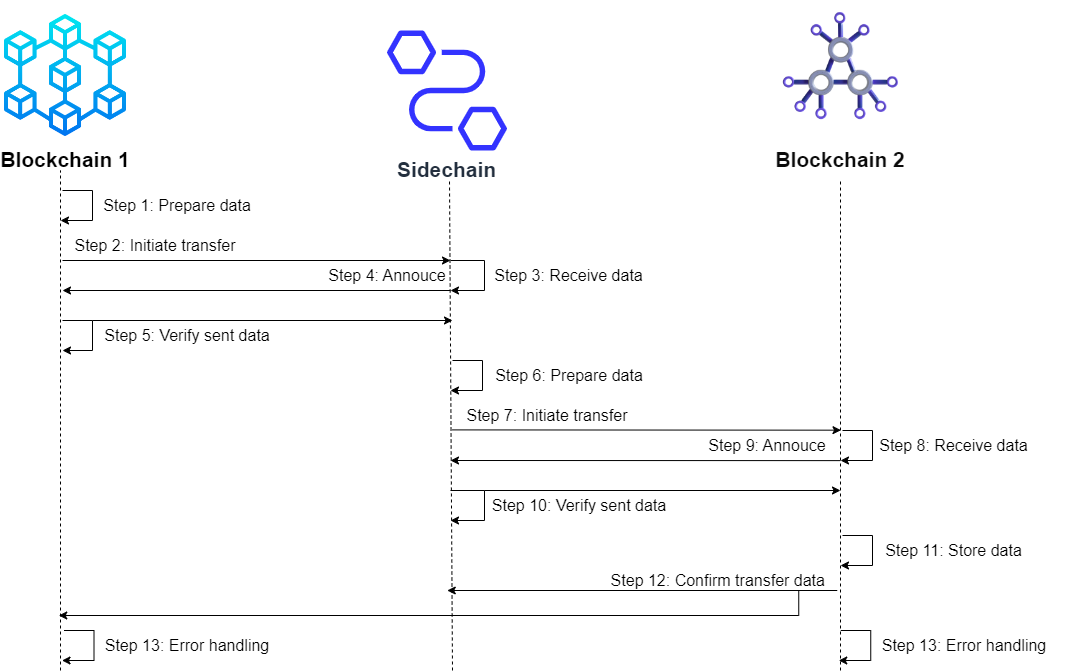 Blockchain 1
Sidechain
Blockchain 2
Step 1: Prepare data
Step 2: Initiate transfer
Step 4: Annouce
Step 3: Receive data
Step 5: Verify sent data
Step 6: Prepare data
Step 7: Initiate transfer
Step 9: Annouce
Step 8: Receive data
Step 10: Verify sent data
Step 11: Store data
Step 12: Confirm transfer data
Step 13: Error handling
Step 13: Error handling